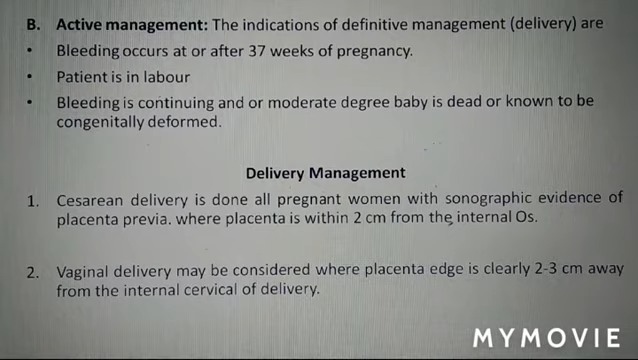 B. Active management: The indications of definitive management (delivery) are
• Bleeding occurs at or after 37 weeks of pregnancy.
• Patient is in labour
• Bleeding is continuing and or moderate degree baby is dead or known to be
congenitally deformed.
Delivery Management
1. Cesarean delivery is done all pregnant women with sonographic evidence of
placenta previa. where placenta is within 2 cm from the internal Os.
2. Vaginal delivery may be considered where placenta edge is clearly 2-3 cm away
from the internal cervical of delivery.
MYMOVIE